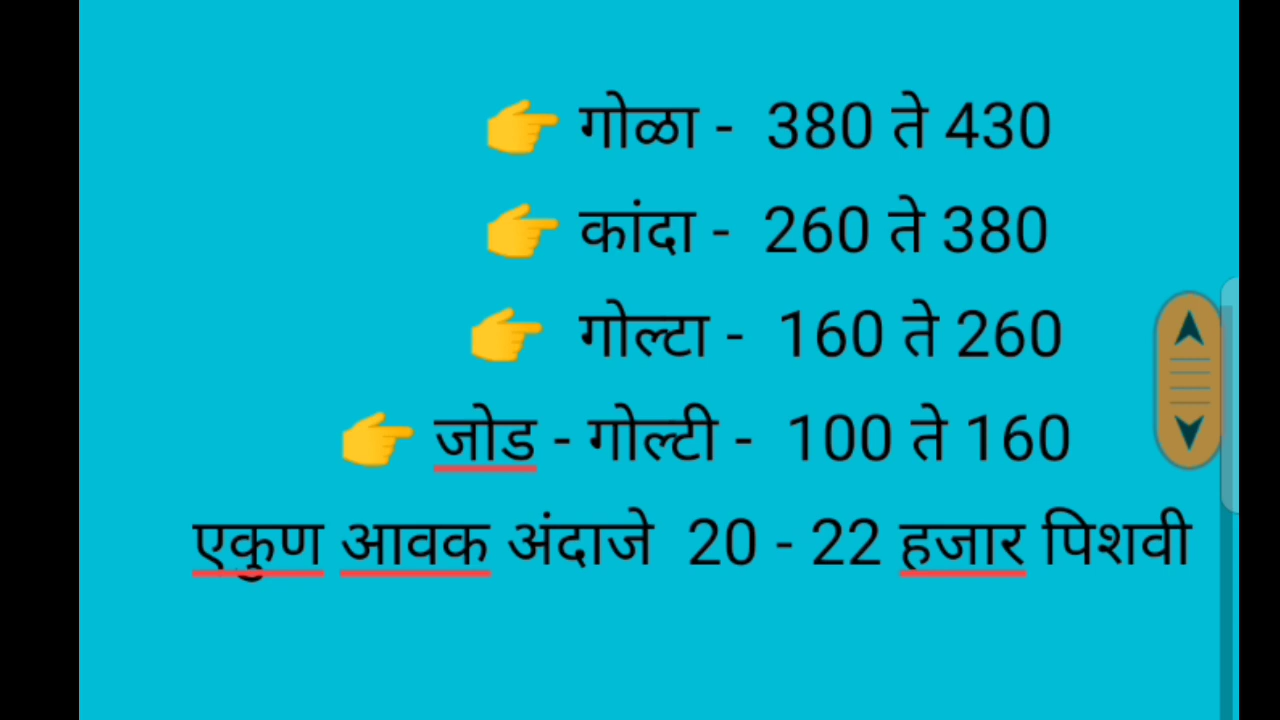 👉 गोळा - 380 ते 430
👉 कांदा - 260 ते 380
👉 गोल्टा - 160 ते 260
👉 जोड - गोल्टी - 100 ते 160
एकुण आवक अंदाजे 20 - 22 हजार पिशवी